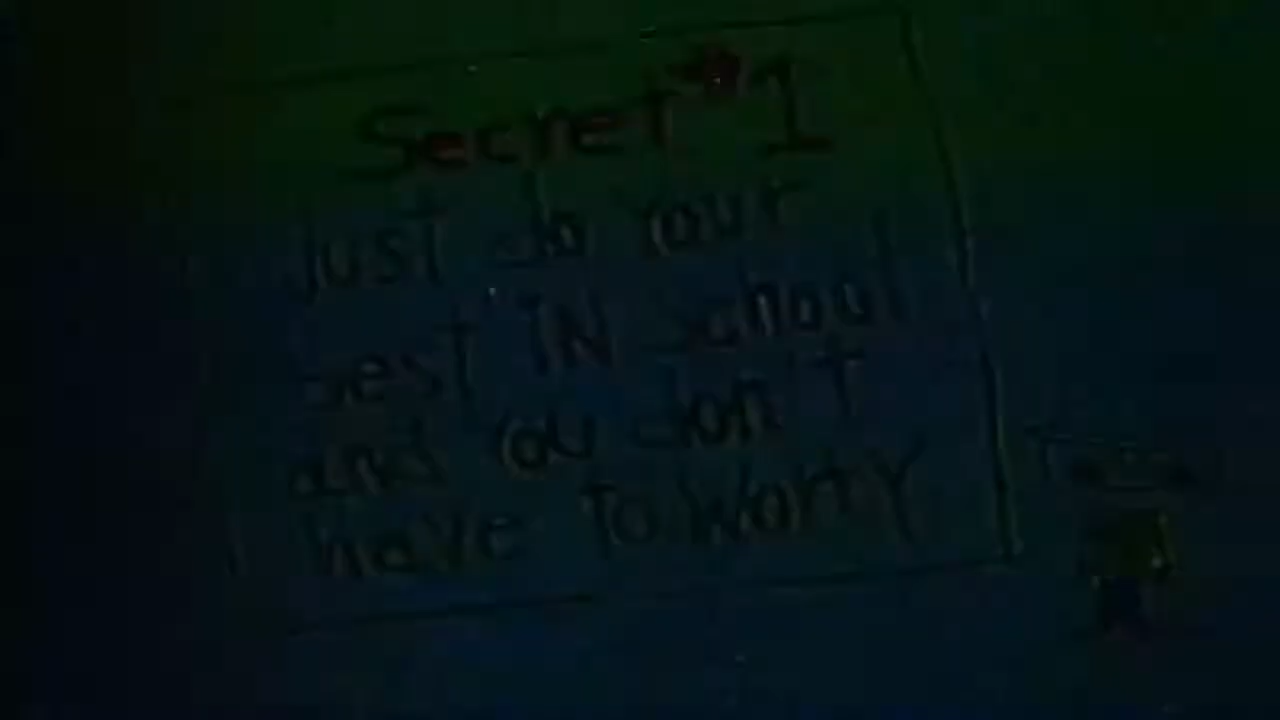 Secret #1
Just do Your
best IN School
and You don't
have To Worry